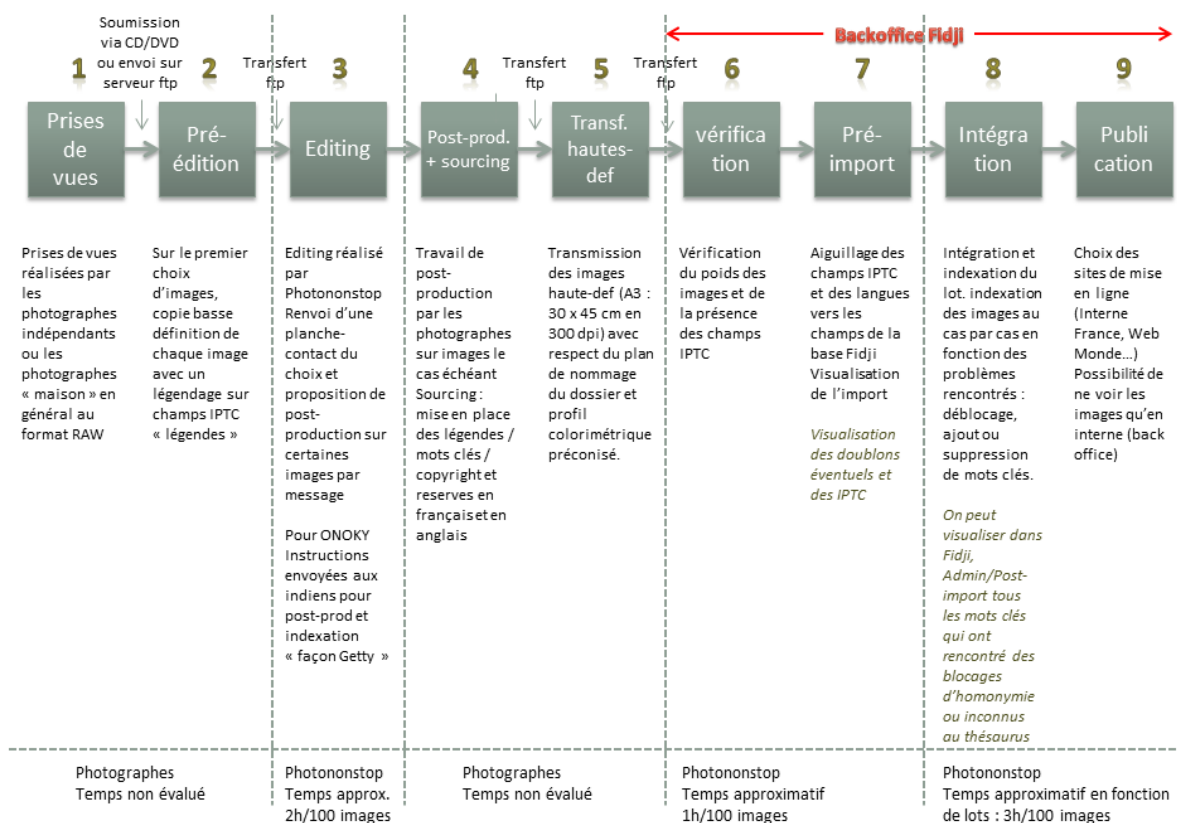 Soumission
via CD/DVD
ou envoi sur
serveur ftp
Transfert
ftp
Transfert
ftp
Transfert
ftp
Backoffice Fidji
1
2
3
4
5
6
7
8
9
Prises
de
vues
Pré-
édition
Editing
Post-prod.
+ sourcing
Transf.
hautes-
def
vérifica
tion
Pré-
import
Intégra
tion
Publi
cation
Prises de vues
réalisées par
les
photographes
indépendants
ou les
photographes
« maison » en
général au
format RAW
Sur le premier
choix
d’images,
copie basse
définition de
chaque image
avec un
légendage sur
champs IPTC
« légendes »
Editing réalisé
par
Photononstop
Renvoi d’une
planche-
contact du
choix et
proposition de
post-
production sur
certaines
images par
message
Pour ONOKY
Instructions
envoyées aux
indiens pour
post-prod et
indexation
« façon Getty »
Travail de
post-
production
par les
photographes
sur images le
cas échéant
Sourcing :
mise en place
des légendes /
mots clés /
copyright et
reserves en
français et en
anglais
Transmission
des images
haute-def (A3 :
30 x 45 cm en
300 dpi) avec
respect du plan
de nommage
du dossier et
profil
colorimétrique
préconisé.
Vérification
du poids des
images et de
la présence
des champs
IPTC
Aiguillage des
champs IPTC
et des langues
vers les
champs de la
base Fidji
Visualisation
de l’import
Visualisation
des doublons
éventuels et
des IPTC
Intégration et
indexation du
lot. indexation
des images au
cas par cas en
fonction des
problèmes
rencontrés :
déblocage,
ajout ou
suppression
de mots clés.
On peut
visualiser dans
Fidji,
Admin/Post-
import tous
les mots clés
qui ont
rencontré des
blocages
d’homonymie
ou inconnus
au thésaurus
Choix des
sites de mise
en ligne
(Interne
France, Web
Monde…)
Possibilité de
ne voir les
images qu’en
interne (back
office)
Photographes
Temps non évalué
Photononstop
Temps approx.
2h/100 images
Photographes
Temps non évalué
Photononstop
Temps approximatif
1h/100 images
Photononstop
Temps approximatif en fonction
de lots : 3h/100 images